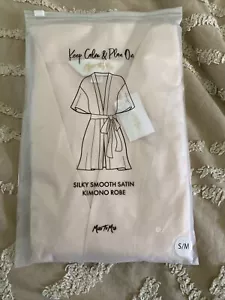 Keep Calm & Plan On
SILKY SMOOTH SATIN
KIMONO ROBE
S/M